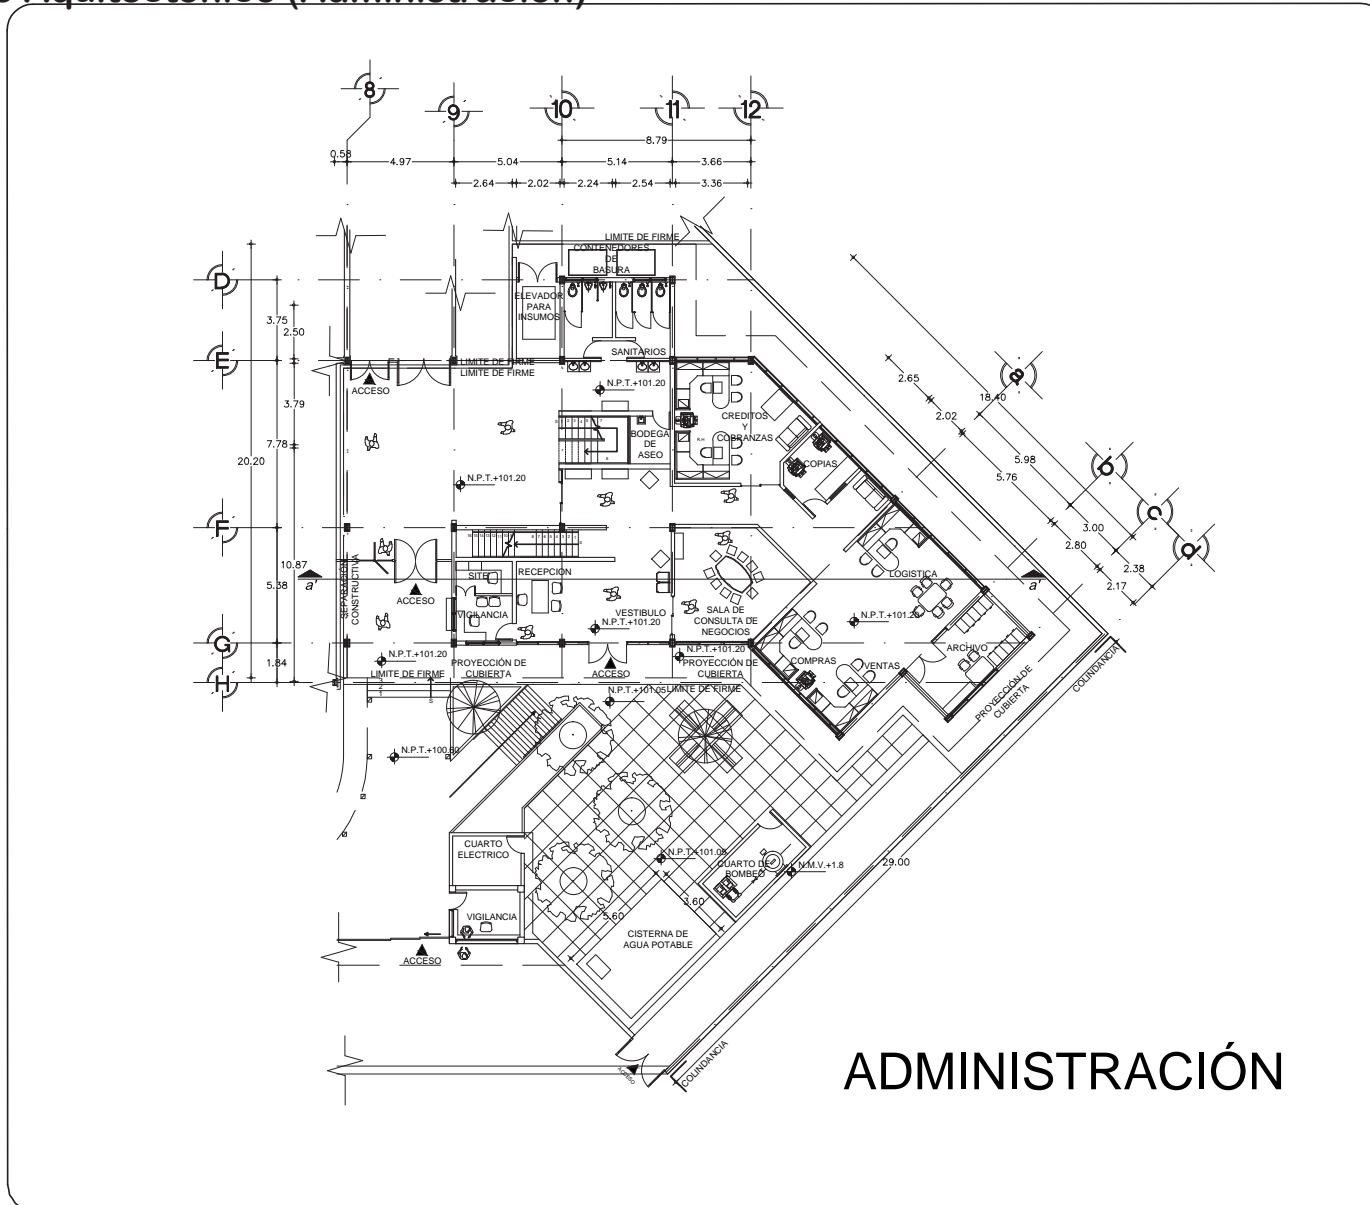 8
9
10
11
12
8.79
0.58
4.97
5.04
5.14
3.66
2.64
2.02
2.24
2.54
3.36
LIMITE DE FIRME
CONTENEDORES
DE
BASURA
D
ELEVADOR
PARA
INSUMOS
3.75
2.50
E
LIMITE DE FIRME
LIMITE DE FIRME
SANITARIOS
ACCESO
N.P.T.+101.20
2.65
2.02
18.40
3.79
CREDITOS
Y
COBRANZAS
BODEGA
DE
ASEO
R.H
7.78
20.20
COPIAS
N.P.T.+101.20
5.98
5.76
F
3.00
2.80
2.38
2.17
10.87
5.38
a'
a'
SEPARACIÓN
CONSTRUCTIVA
SITE
RECEPCION
LOGISTICA
ACCESO
VIGILANCIA
VESTIBULO
N.P.T.+101.20
SALA DE
CONSULTA DE
NEGOCIOS
N.P.T.+101.20
G
ARCHIVO
N.P.T.+101.20
N.P.T.+101.20
1.84
PROYECCIÓN DE
CUBIERTA
PROYECCIÓN DE
CUBIERTA
COMPRAS
VENTAS
LIMITE DE FIRME
ACCESO
COLINDANCIA
H
PROYECCIÓN DE
CUBIERTA
S
N.P.T.+101.05
LIMITE DE FIRME
N.P.T.+100.60
CUARTO
ELECTRICO
N.P.T.+101.05
CUARTO DE
BOMBEO
N.M.V.+1.8
29.00
3.60
5.60
VIGILANCIA
CISTERNA DE
AGUA POTABLE
ACCESO
ACCESO
COLINDANCIA
ADMINISTRACIÓN